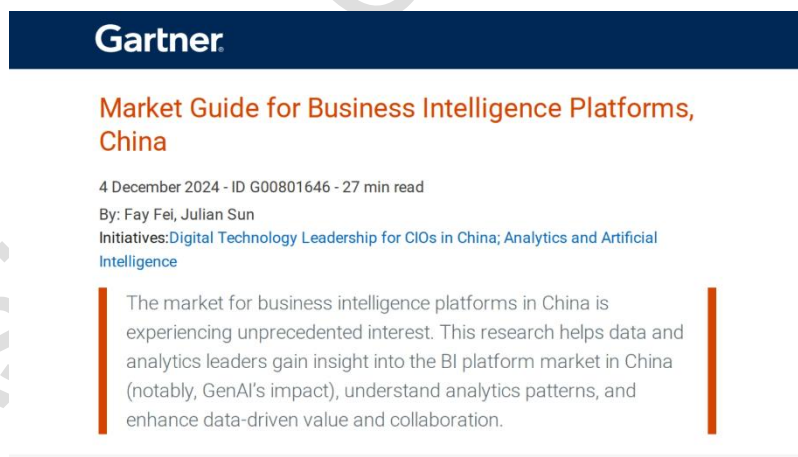 Gartner.
Market Guide for Business Intelligence Platforms,
China
4 December 2024 - ID G00801646 - 27 min read
By: Fay Fei, Julian Sun
Initiatives:Digital Technology Leadership for CIOs in China; Analytics and Artificial
Intelligence
The market for business intelligence platforms in China is
experiencing unprecedented interest. This research helps data and
analytics leaders gain insight into the BI platform market in China
(notably, GenAI's impact), understand analytics patterns, and
enhance data-driven value and collaboration.